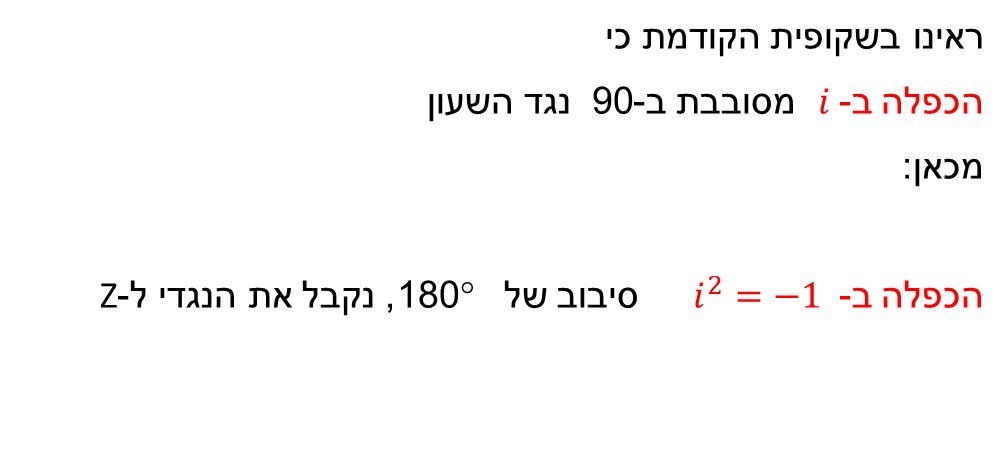 ראינו בשקופית הקודמת כי
הכפלה ב- i מסובבת ב-90 נגד השעון
מכאן:
הכפלה ב- i² = −1 סיבוב של 180°, נקבל את הנגדי ל-Z